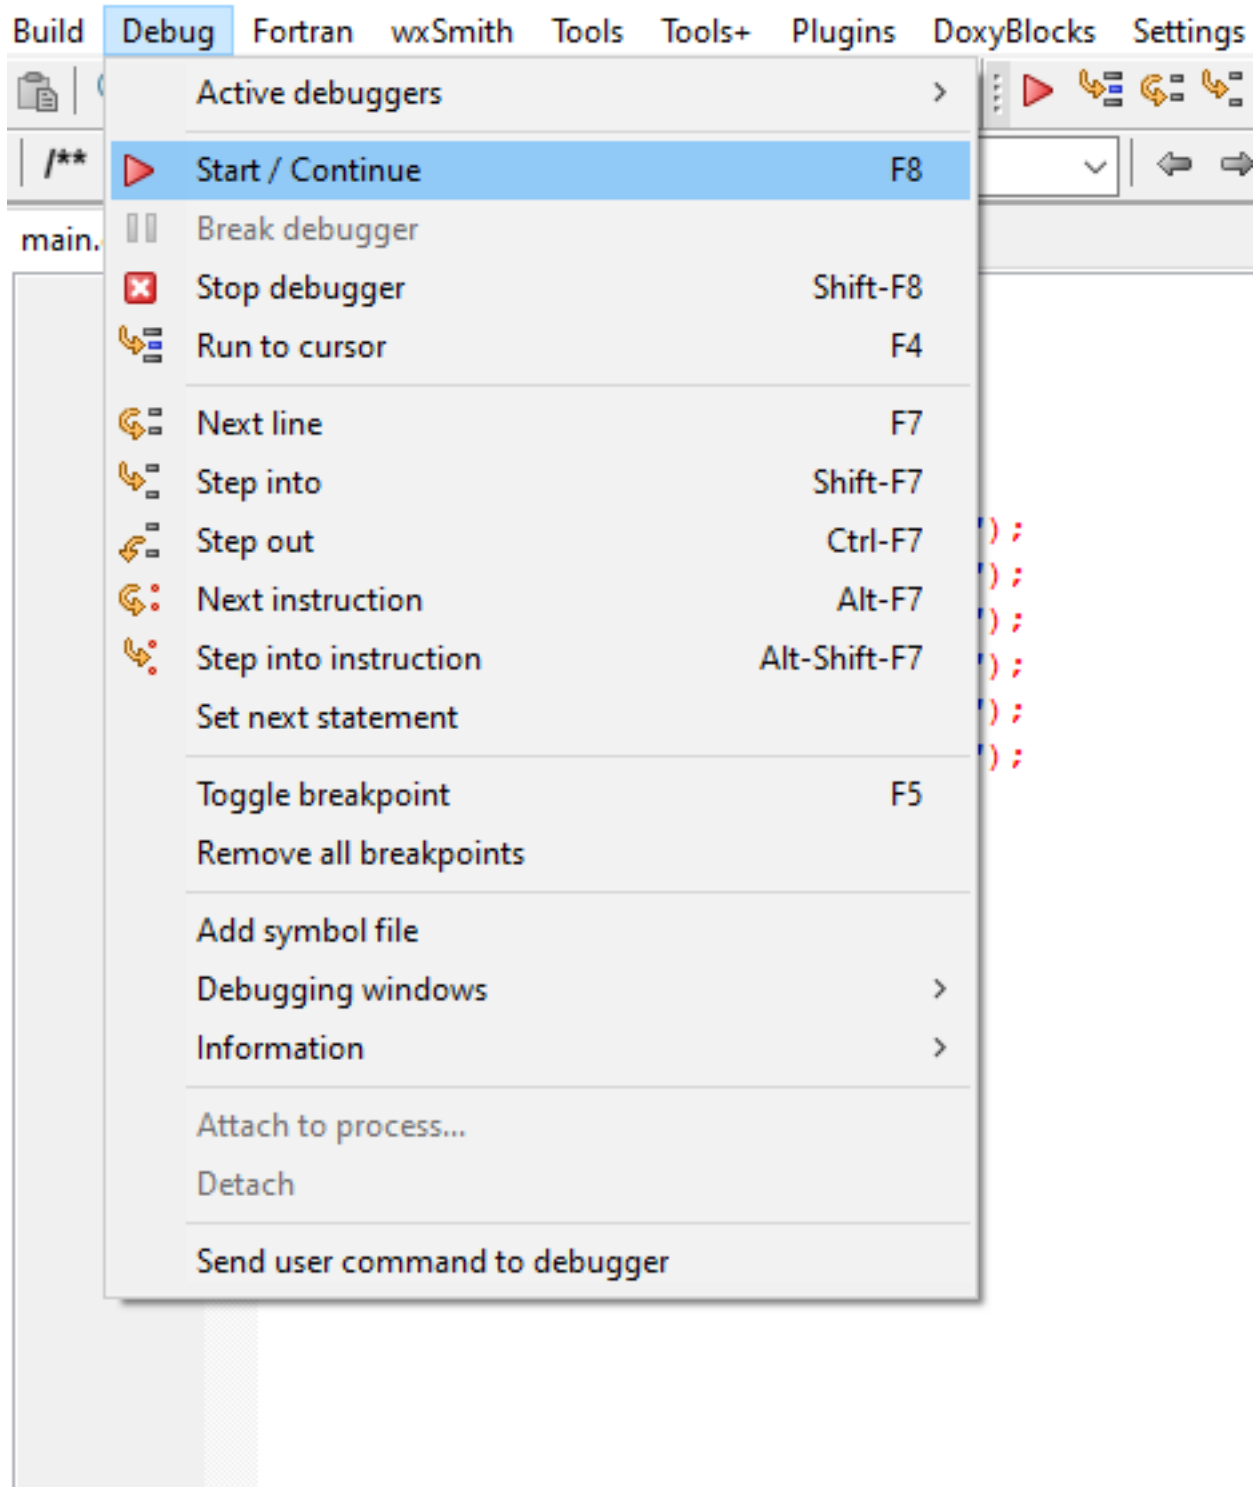 Build Debug Fortran wxSmith Tools Tools+ Plugins DoxyBlocks Settings
Active debuggers
/**
Start / Continue F8
main.
Break debugger
Stop debugger Shift-F8
Run to cursor F4
Next line F7
Step into Shift-F7
");
Step out Ctrl-F7
");
Next instruction Alt-F7
");
Step into instruction Alt-Shift-F7
");
Set next statement
");
");
Toggle breakpoint F5
Remove all breakpoints
Add symbol file
Debugging windows
Information
Attach to process...
Detach
Send user command to debugger